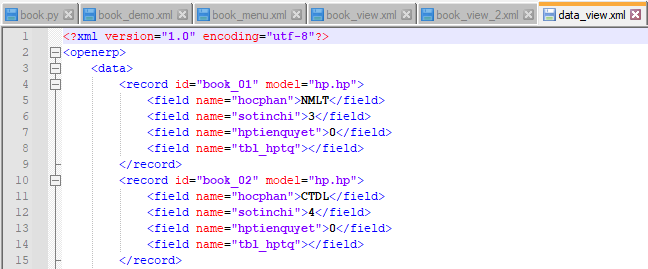 book.py book_demo.xml book_menu.xml book_view.xml book_view_2.xml data_view.xml
1 <?xml version="1.0" encoding="utf-8"?>
2 <openerp>
3 <data>
4 <record id="book_01" model="hp.hp">
5 <field name="hocphan">NMLT</field>
6 <field name="sotinchi">3</field>
7 <field name="hptienquyet">0</field>
8 <field name="tbl_hptq"></field>
9 </record>
10 <record id="book_02" model="hp.hp">
11 <field name="hocphan">CTDL</field>
12 <field name="sotinchi">4</field>
13 <field name="hptienquyet">0</field>
14 <field name="tbl_hptq"></field>
15 </record>